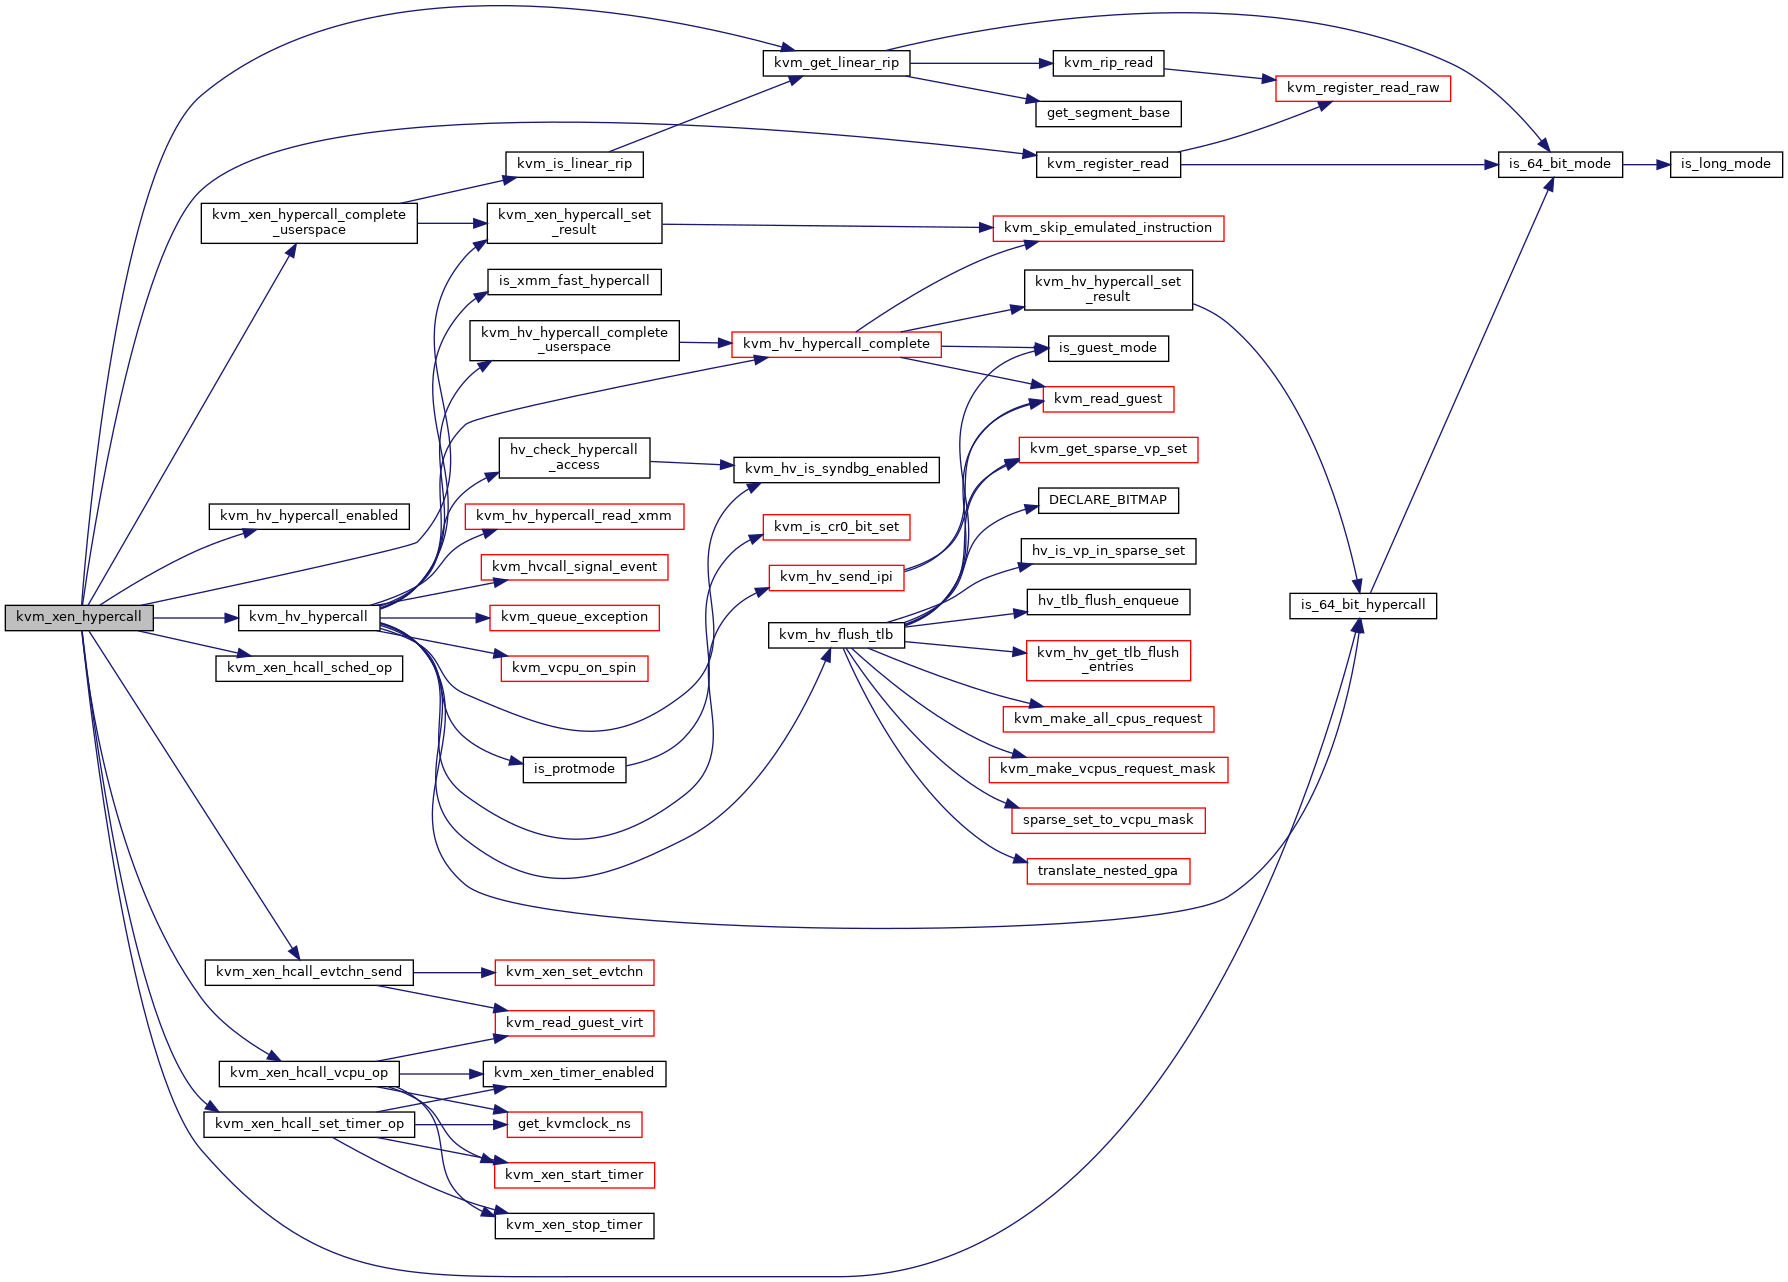 kvm_get_linear_rip
kvm_rip_read
kvm_register_read_raw
get_segment_base
kvm_is_linear_rip
kvm_register_read
is_64_bit_mode
is_long_mode
kvm_xen_hypercall_complete
_userspace
kvm_xen_hypercall_set
_result
kvm_skip_emulated_instruction
is_xmm_fast_hypercall
kvm_hv_hypercall_set
_result
kvm_hv_hypercall_complete
_userspace
kvm_hv_hypercall_complete
is_guest_mode
kvm_read_guest
hv_check_hypercall
_access
kvm_get_sparse_vp_set
kvm_hv_is_syndbg_enabled
DECLARE_BITMAP
kvm_hv_hypercall_enabled
kvm_hv_hypercall_read_xmm
kvm_is_cr0_bit_set
hv_is_vp_in_sparse_set
kvm_hvcall_signal_event
kvm_hv_send_ipi
hv_tlb_flush_enqueue
is_64_bit_hypercall
kvm_xen_hypercall
kvm_hv_hypercall
kvm_queue_exception
kvm_hv_flush_tlb
kvm_hv_get_tlb_flush
_entries
kvm_xen_hcall_sched_op
kvm_vcpu_on_spin
kvm_make_all_cpus_request
is_protmode
kvm_make_vcpus_request_mask
sparse_set_to_vcpu_mask
translate_nested_gpa
kvm_xen_hcall_evtchn_send
kvm_xen_set_evtchn
kvm_read_guest_virt
kvm_xen_hcall_vcpu_op
kvm_xen_timer_enabled
kvm_xen_hcall_set_timer_op
get_kvmclock_ns
kvm_xen_start_timer
kvm_xen_stop_timer